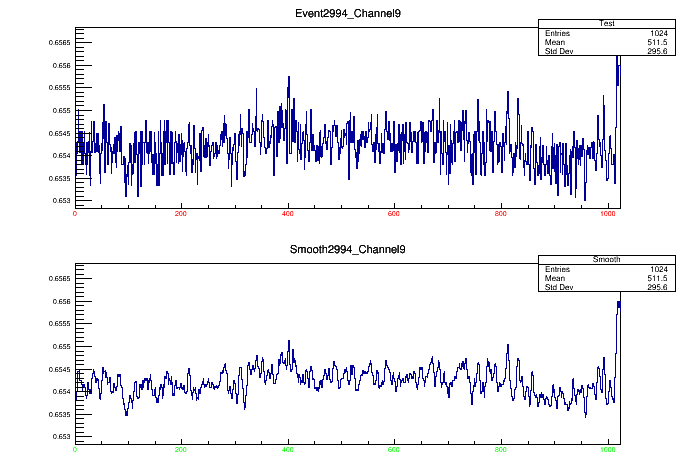 Event2994_Channel9
Test
Entries 1024
Mean 511.5
Std Dev 295.6
0.6565
0.656
0.6555
0.655
0.6545
0.654
0.6535
0.653
0 200 400 600 800 1000
Smooth2994_Channel9
Smooth
Entries 1024
Mean 511.5
Std Dev 295.6
0.6565
0.656
0.6555
0.655
0.6545
0.654
0.6535
0.653
0 200 400 600 800 1000